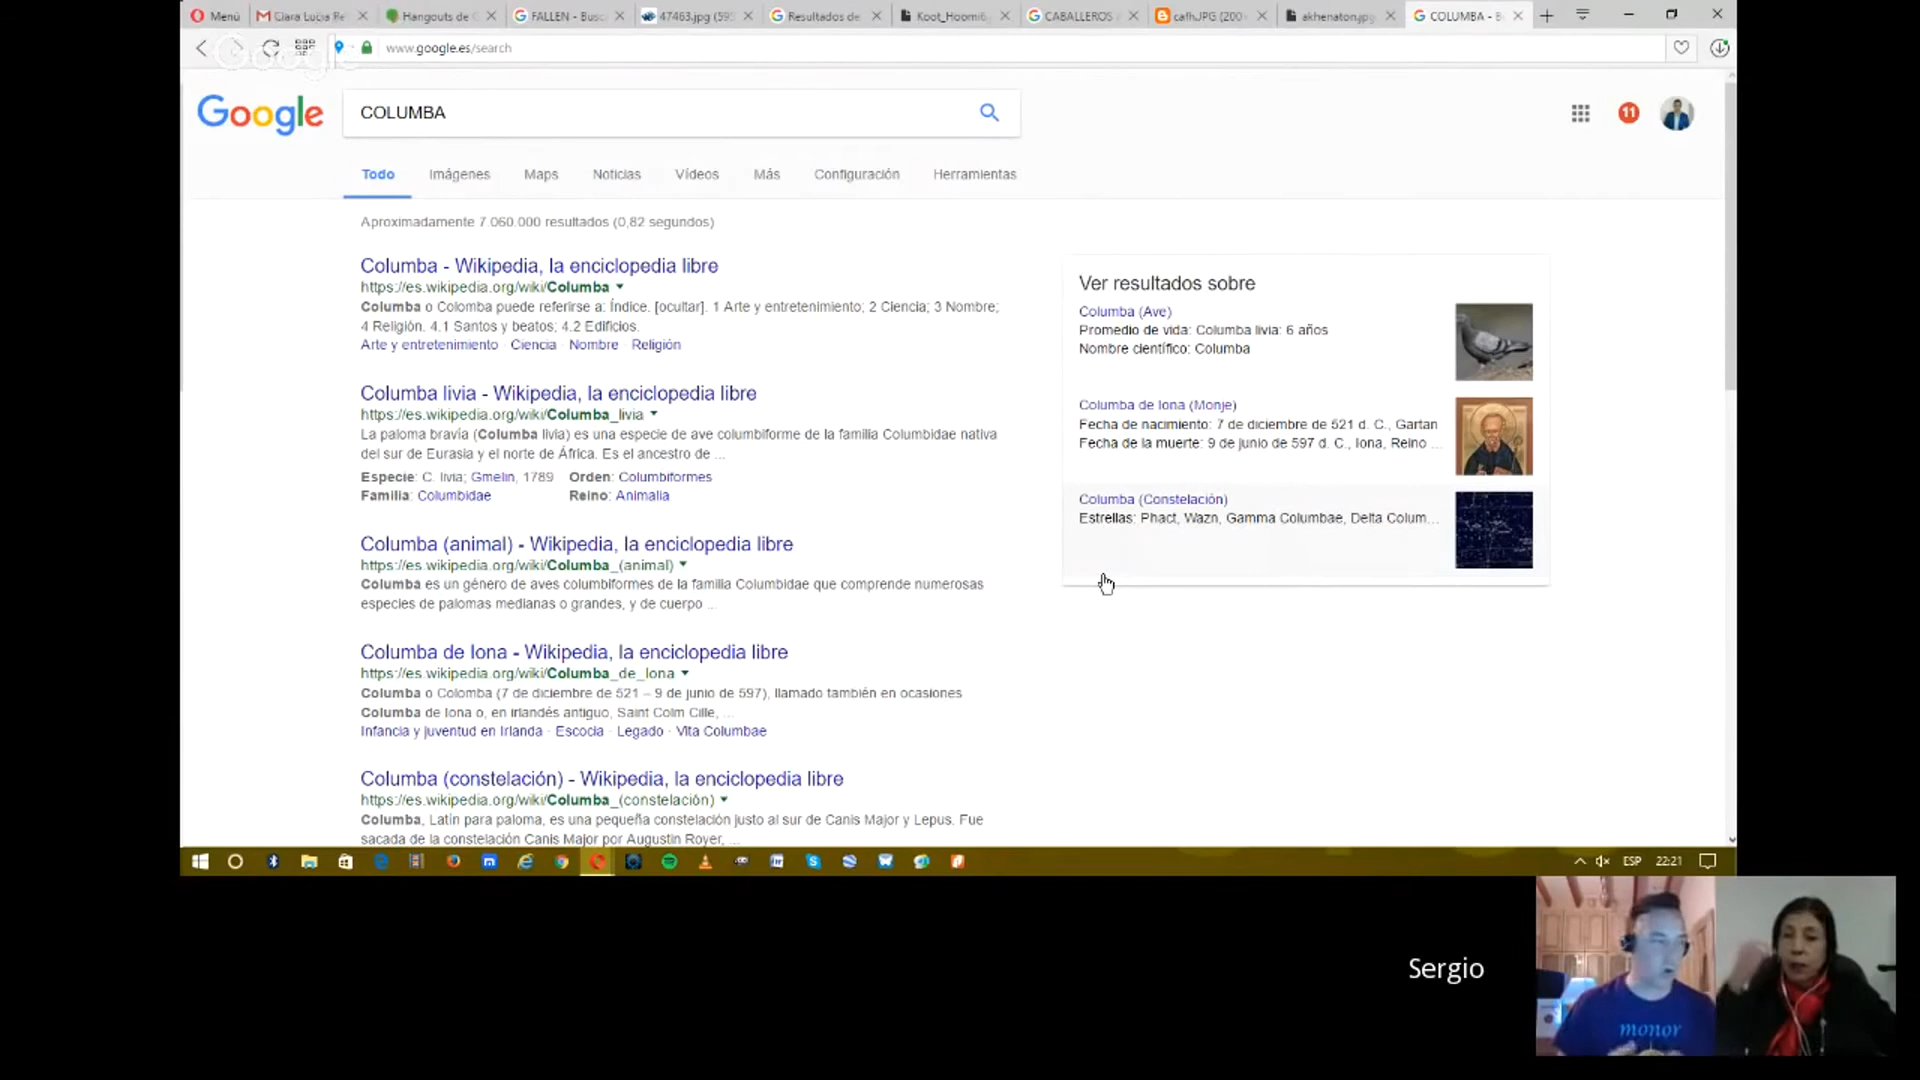 Menú
Clara Lucia Re
Hangouts de G
FALLEN - Busc
47463.jpg (595
Resultados de
Koot_Hoomi6
CABALLEROS
cafhJPG (200
akhenaton.jpg
COLUMBA - B
www.google.es/search
Google
Google
COLUMBA
11
Todo
Imágenes
Maps
Noticias
Vídeos
Más
Configuración
Herramientas
Aproximadamente 7.060.000 resultados (0,82 segundos)
Columba - Wikipedia, la enciclopedia libre
https://es.wikipedia.org/wiki/Columba
Columba o Colomba puede referirse a: Índice. [ocultar]. 1 Arte y entretenimiento; 2 Ciencia; 3 Nombre;
4 Religión. 4.1 Santos y beatos; 4.2 Edificios.
Arte y entretenimiento · Ciencia · Nombre · Religión
Columba livia - Wikipedia, la enciclopedia libre
https://es.wikipedia.org/wiki/Columba_livia
La paloma bravía (Columba livia) es una especie de ave columbiforme de la familia Columbidae nativa
del sur de Eurasia y el norte de África. Es el ancestro de ...
Especie: C. livia; Gmelin, 1789 Orden: Columbiformes
Familia: Columbidae Reino: Animalia
Columba (animal) - Wikipedia, la enciclopedia libre
https://es.wikipedia.org/wiki/Columba_(animal)
Columba es un género de aves columbiformes de la familia Columbidae que comprende numerosas
especies de palomas medianas o grandes, y de cuerpo ...
Columba de Iona - Wikipedia, la enciclopedia libre
https://es.wikipedia.org/wiki/Columba_de_Iona
Columba o Colomba (7 de diciembre de 521 – 9 de junio de 597), llamado también en ocasiones
Columba de Iona o, en irlandés antiguo, Saint Colm Cille, ...
Infancia y juventud en Irlanda · Escocia · Legado · Vita Columbae
Columba (constelación) - Wikipedia, la enciclopedia libre
https://es.wikipedia.org/wiki/Columba_(constelación)
Columba, Latín para paloma, es una pequeña constelación justo al sur de Canis Major y Lepus. Fue
sacada de la constelación Canis Major por Augustin Royer, ...
Ver resultados sobre
Columba (Ave)
Promedio de vida: Columba livia: 6 años
Nombre científico: Columba
Columba de Iona (Monje)
Fecha de nacimiento: 7 de diciembre de 521 d. C., Gartan
Fecha de la muerte: 9 de junio de 597 d. C., Iona, Reino ...
Columba (Constelación)
Estrellas: Phact, Wazn, Gamma Columbae, Delta Colum...
ESP
22:21
Sergio
monor